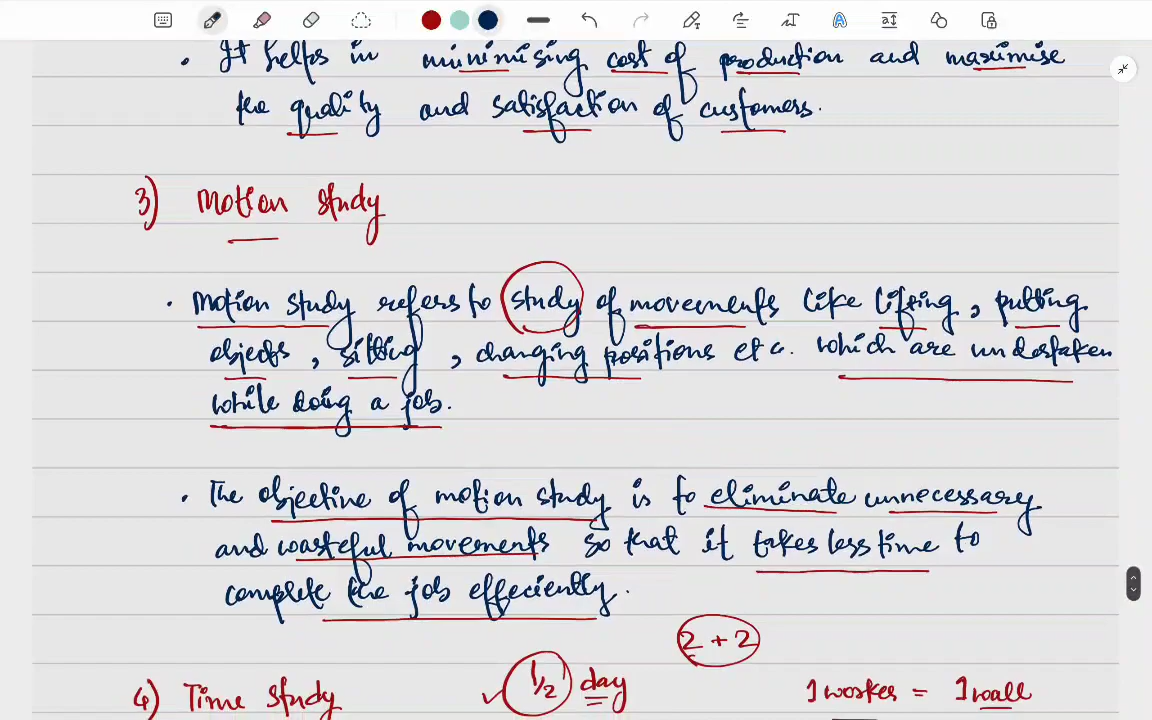 • It helps in minimising cost of production and maximise
the quality and satisfaction of customers.
3) Motion study
• Motion study refers to study of movements like lifting, putting
objects, sitting, changing positions etc. which are undertaken
while doing a job.
• The objective of motion study is to eliminate unnecessary
and wasteful movements so that it takes less time to
complete the job effeciently.
2 + 2
4) Time study ✓ 1/2 day 1 worker = 1 wall